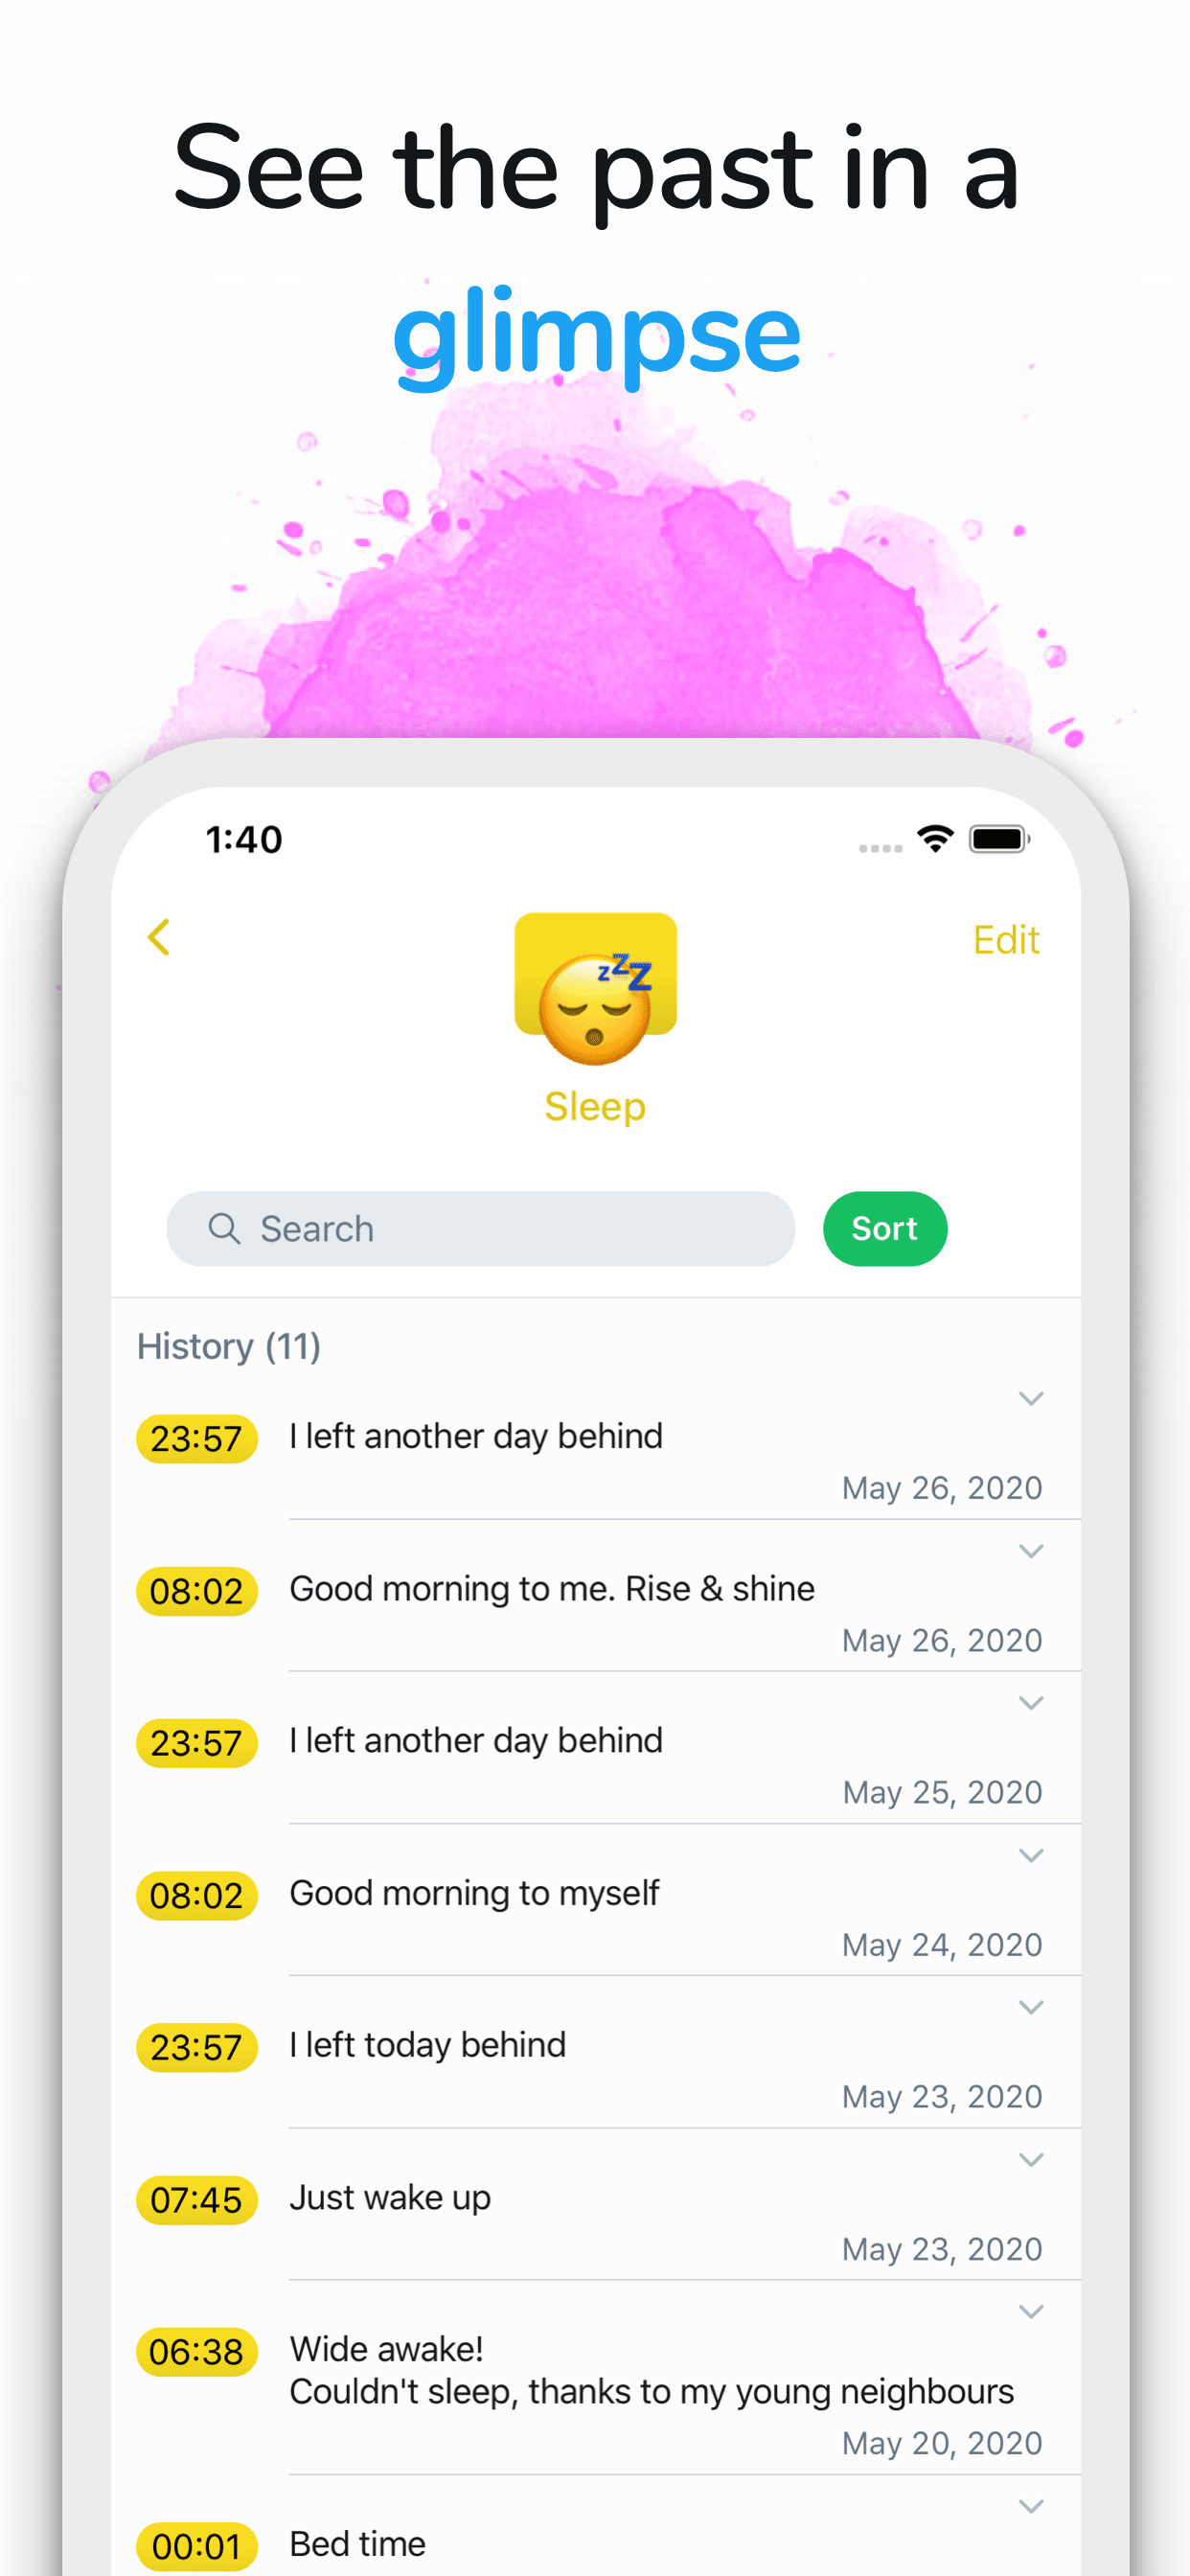 See the past in a
glimpse
1:40
Edit
zzZ
Sleep
Search
Sort
History (11)
23:57 I left another day behind
May 26, 2020
08:02 Good morning to me. Rise & shine
May 26, 2020
23:57 I left another day behind
May 25, 2020
08:02 Good morning to myself
May 24, 2020
23:57 I left today behind
May 23, 2020
07:45 Just wake up
May 23, 2020
06:38 Wide awake!
Couldn't sleep, thanks to my young neighbours
May 20, 2020
00:01 Bed time